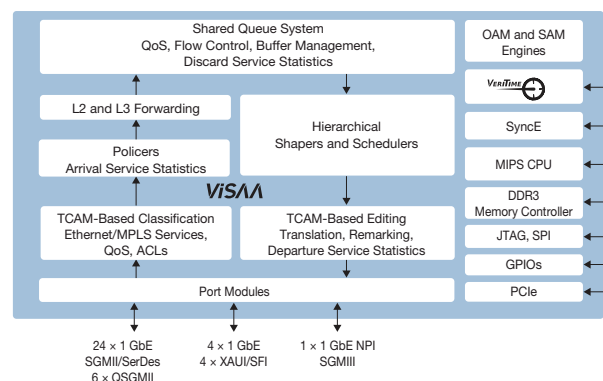 Shared Queue System
QoS, Flow Control, Buffer Management,
Discard Service Statistics
L2 and L3 Forwarding
Policers
Arrival Service Statistics
Hierarchical
Shapers and Schedulers
ViSAA
TCAM-Based Classification
Ethernet/MPLS Services,
QoS, ACLs
TCAM-Based Editing
Translation, Remarking,
Departure Service Statistics
Port Modules
24 × 1 GbE
SGMII/SerDes
6 × QSGMII
4 × 1 GbE
4 × XAUI/SFI
1 × 1 GbE NPI
SGMIII
OAM and SAM
Engines
VERITIME
SyncE
MIPS CPU
DDR3
Memory Controller
JTAG, SPI
GPIOs
PCIe